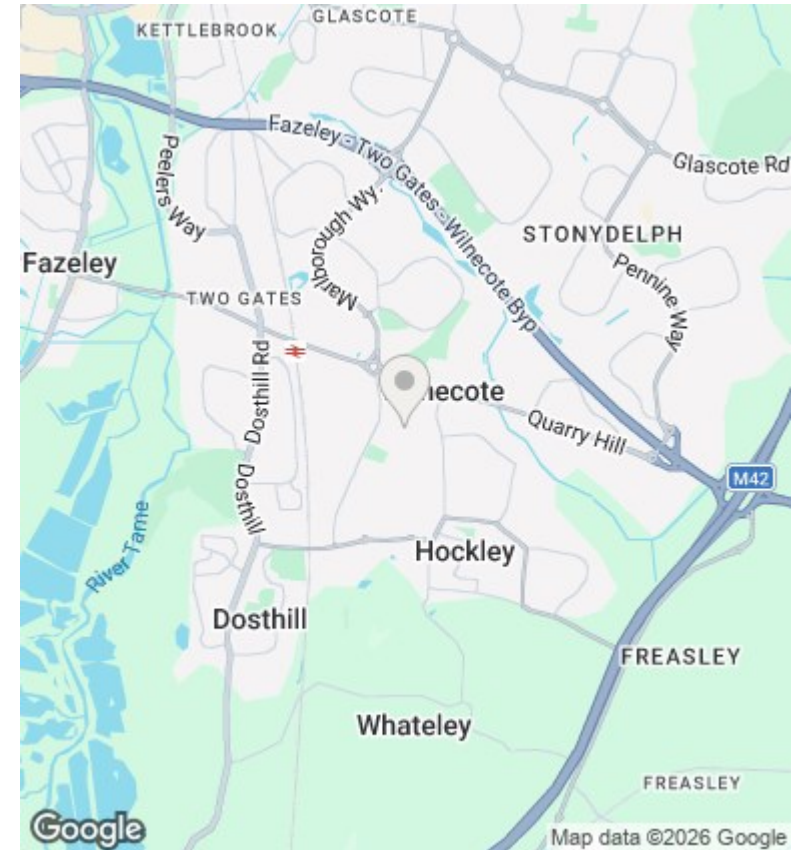 GLASCOTE
KETTLEBROOK
Fazeley - Two Gates - Wilnecote Byp
Peelers Way
Glascote Rd
Marlborough Wy
STONYDELPH
Fazeley
Pennine Way
TWO GATES
Dosthill Rd
necote
Quarry Hill
M42
Dosthill
River Tame
Hockley
Dosthill
FREASLEY
Whateley
FREASLEY
Google
Map data ©2026 Google